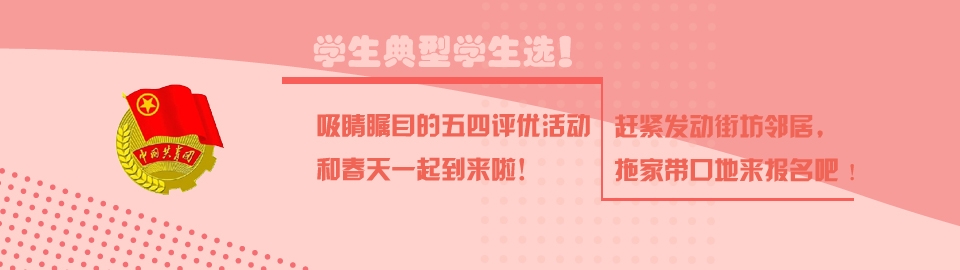 学生典型学生选!
吸睛瞩目的五四评优活动
和春天一起到来啦!
赶紧发动街坊邻居,
拖家带口地来报名吧!
中国共青团